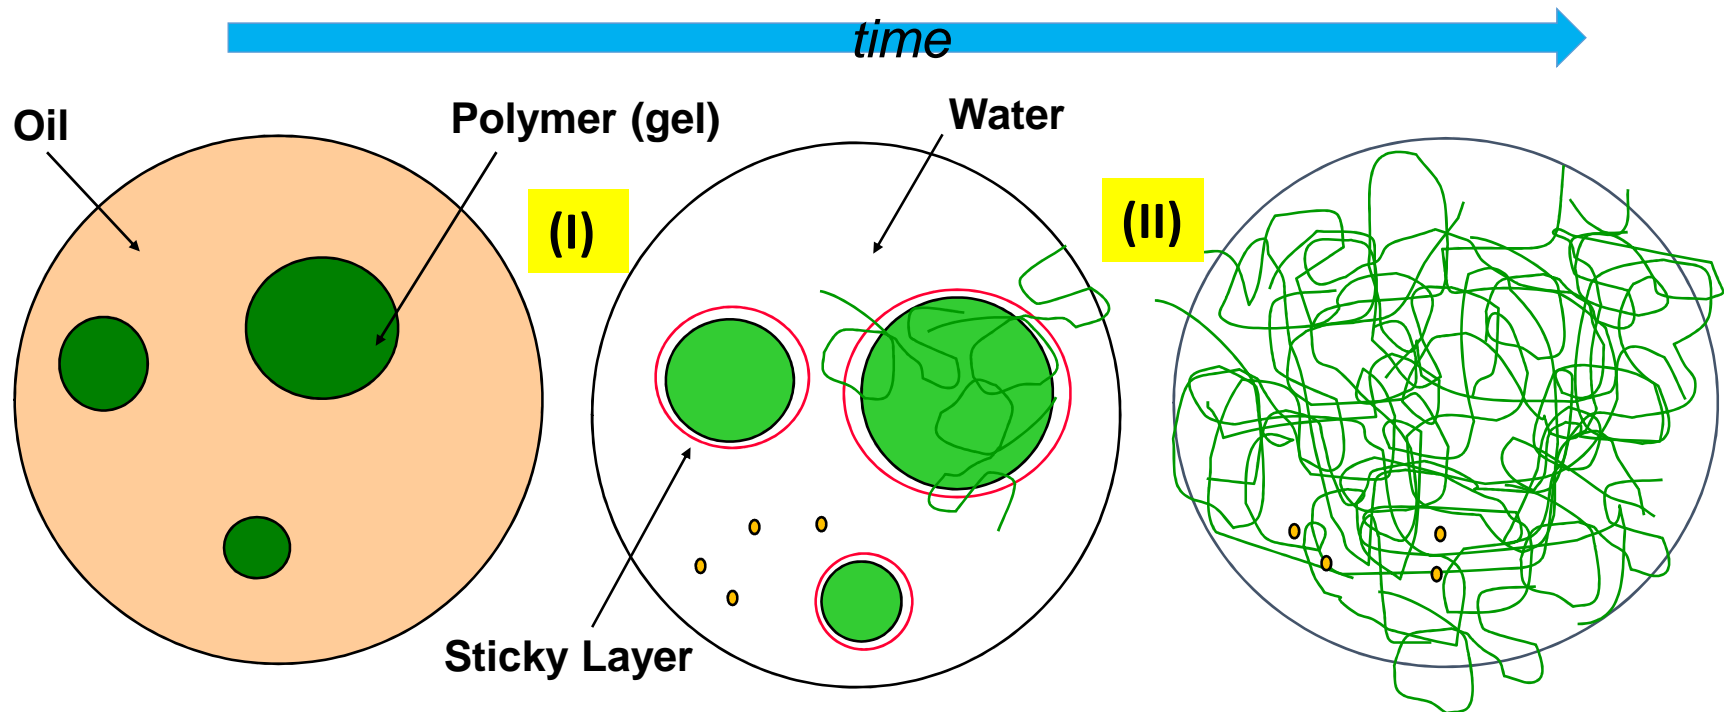 time
Oil
Polymer (gel)
Water
(I)
(II)
Sticky Layer